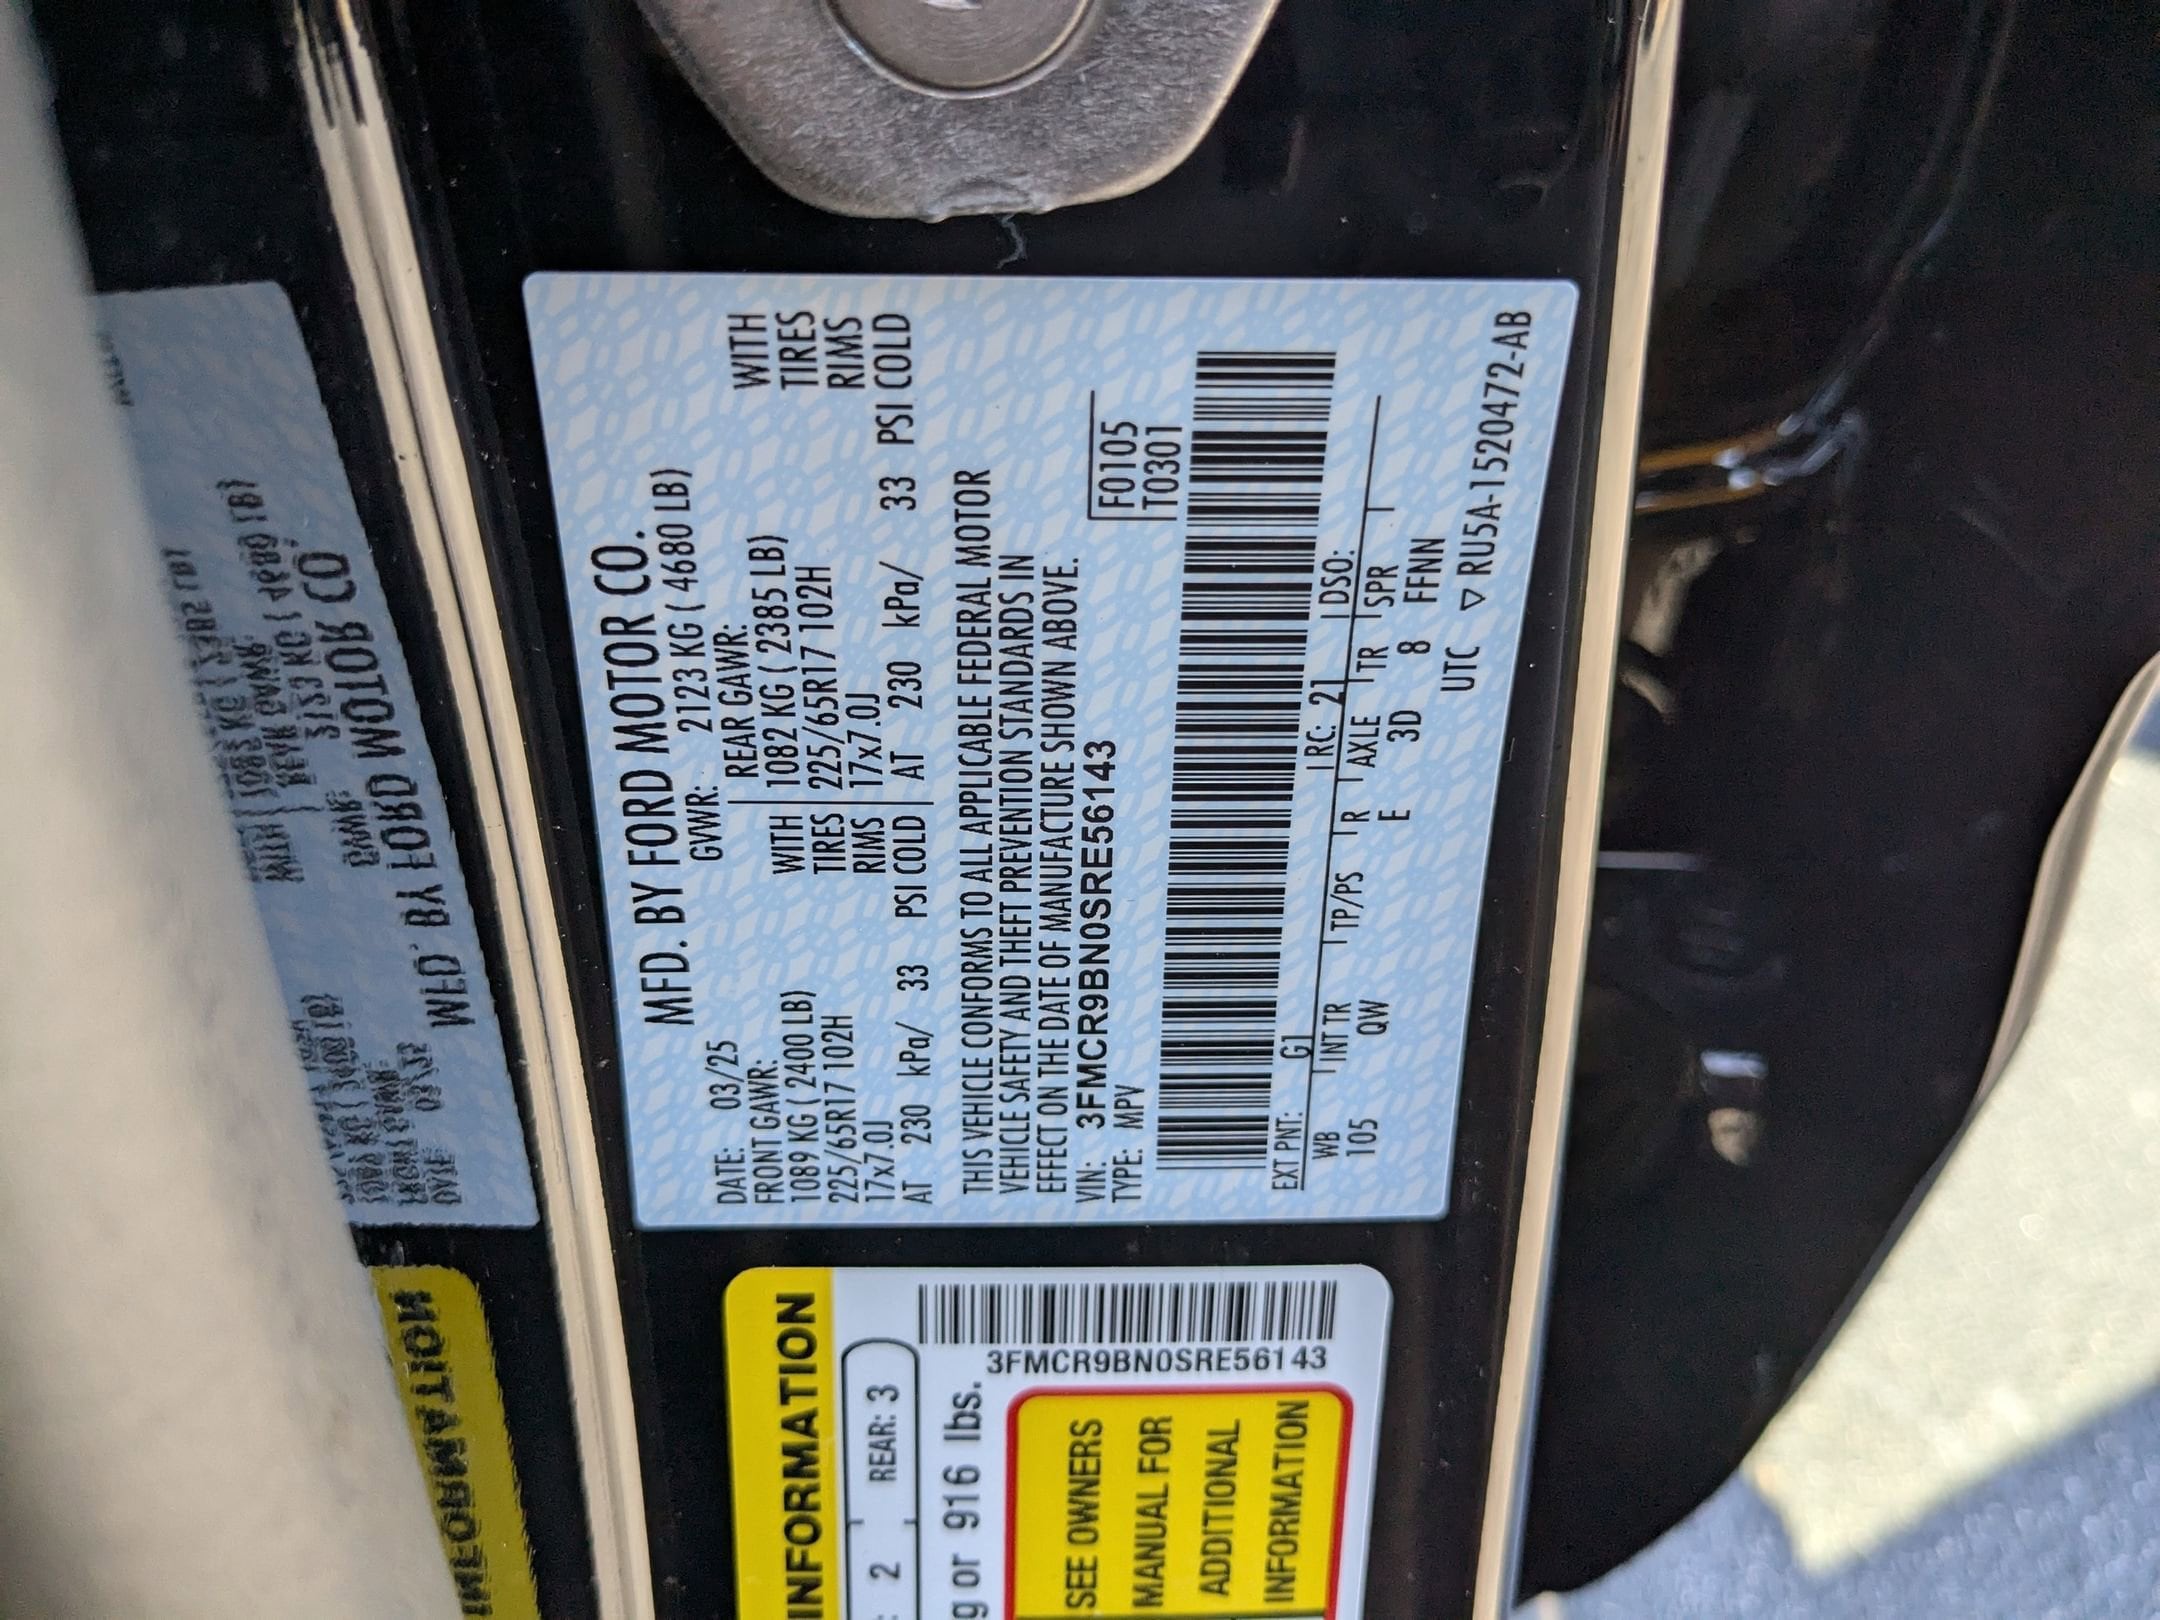 MFD. BY FORD MOTOR CO.
DATE: 03/25 GVWR: 2123 KG ( 4680 LB)
FRONT GAWR: REAR GAWR:
1089 KG ( 2400 LB) WITH 1082 KG ( 2385 LB) WITH
225/65R17 102H TIRES 225/65R17 102H TIRES
17x7.0J RIMS 17x7.0J RIMS
AT 230 kPa/ 33 PSI COLD AT 230 kPa/ 33 PSI COLD
THIS VEHICLE CONFORMS TO ALL APPLICABLE FEDERAL MOTOR
VEHICLE SAFETY AND THEFT PREVENTION STANDARDS IN
EFFECT ON THE DATE OF MANUFACTURE SHOWN ABOVE.
VIN: 3FMCR9BN0SRE56143 F0105
TYPE: MPV T0301
EXT PNT: G1 RC: 21 DSO:
WB INT TR TP/PS R AXLE TR SPR
105 QW E 3D 8 FFNN
UTC ▽ RU5A-1520472-AB
INFORMATION
: 2 REAR: 3
g or 916 lbs.
3FMCR9BN0SRE56143
SEE OWNERS
MANUAL FOR
ADDITIONAL
INFORMATION